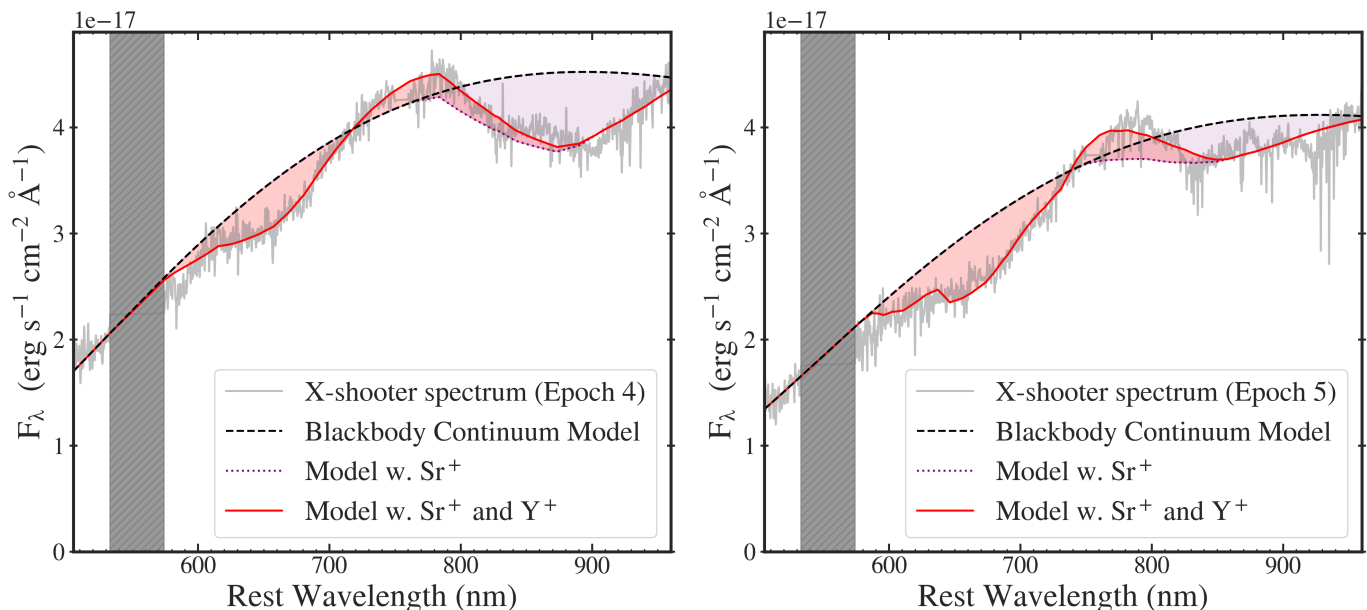 1e−17
4
3
2
1
0
600 700 800 900
F_λ (erg s⁻¹ cm⁻² Å⁻¹)
Rest Wavelength (nm)
X-shooter spectrum (Epoch 4)
Blackbody Continuum Model
Model w. Sr⁺
Model w. Sr⁺ and Y⁺
1e−17
4
3
2
1
0
600 700 800 900
F_λ (erg s⁻¹ cm⁻² Å⁻¹)
Rest Wavelength (nm)
X-shooter spectrum (Epoch 5)
Blackbody Continuum Model
Model w. Sr⁺
Model w. Sr⁺ and Y⁺